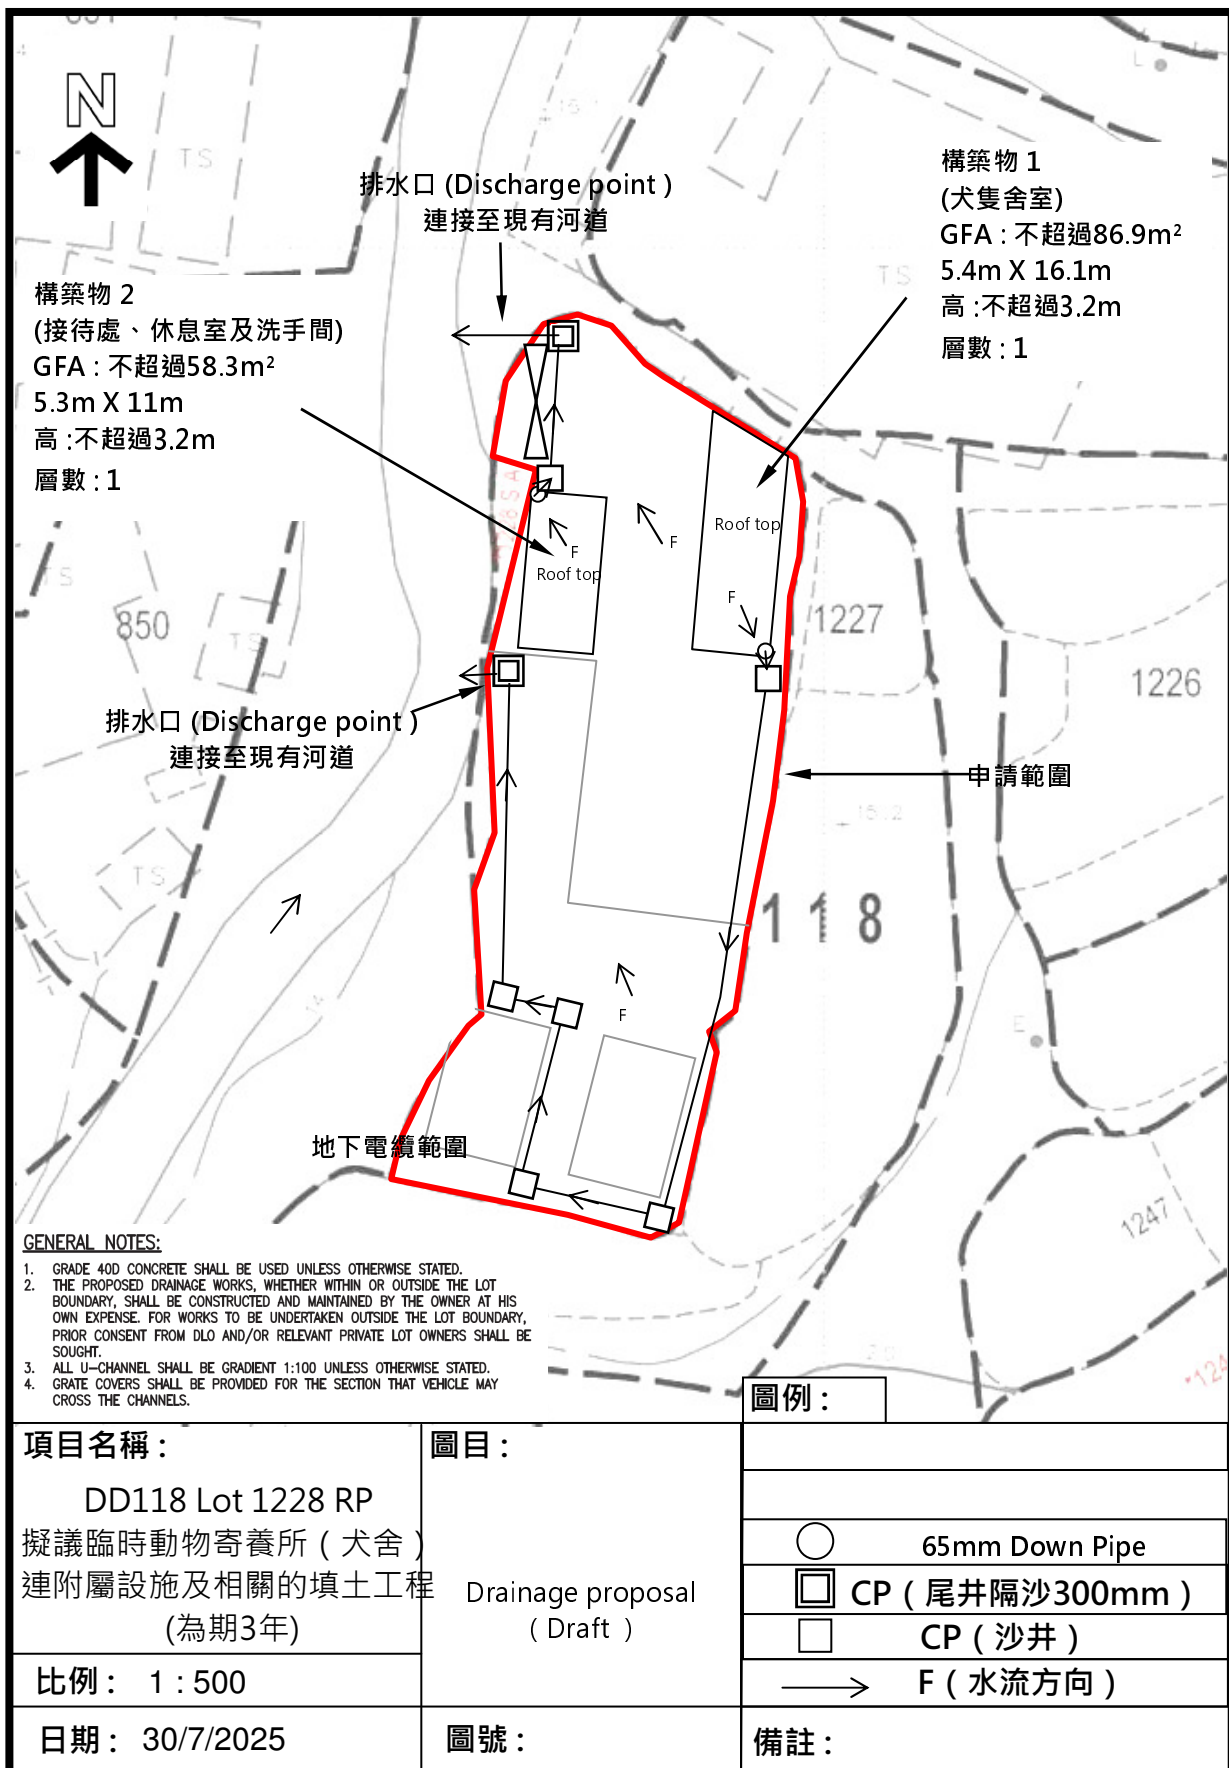 N
TS
排水口 (Discharge point )
連接至現有河道
構築物 1
(犬隻舍室)
GFA : 不超過86.9m²
5.4m X 16.1m
高 :不超過3.2m
層數 : 1
TS
L
構築物 2
(接待處、休息室及洗手間)
GFA : 不超過58.3m²
5.3m X 11m
高 :不超過3.2m
層數 : 1
Roof top
F
F
Roof top
F
TS
850
TS
1227
1226
排水口 (Discharge point )
連接至現有河道
申請範圍
15.2
TS
118
F
14
E
地下電纜範圍
1247
GENERAL NOTES:
1. GRADE 40D CONCRETE SHALL BE USED UNLESS OTHERWISE STATED.
2. THE PROPOSED DRAINAGE WORKS, WHETHER WITHIN OR OUTSIDE THE LOT
BOUNDARY, SHALL BE CONSTRUCTED AND MAINTAINED BY THE OWNER AT HIS
OWN EXPENSE. FOR WORKS TO BE UNDERTAKEN OUTSIDE THE LOT BOUNDARY,
PRIOR CONSENT FROM DLO AND/OR RELEVANT PRIVATE LOT OWNERS SHALL BE
SOUGHT.
3. ALL U-CHANNEL SHALL BE GRADIENT 1:100 UNLESS OTHERWISE STATED.
4. GRATE COVERS SHALL BE PROVIDED FOR THE SECTION THAT VEHICLE MAY
CROSS THE CHANNELS.
圖例 :
項目名稱 :
DD118 Lot 1228 RP
擬議臨時動物寄養所（犬舍）
連附屬設施及相關的填土工程
(為期3年)
圖目 :
Drainage proposal
（ Draft ）
65mm Down Pipe
CP（尾井隔沙300mm）
CP（沙井）
F（水流方向）
比例 : 1 : 500
日期 : 30/7/2025
圖號 :
備註 :